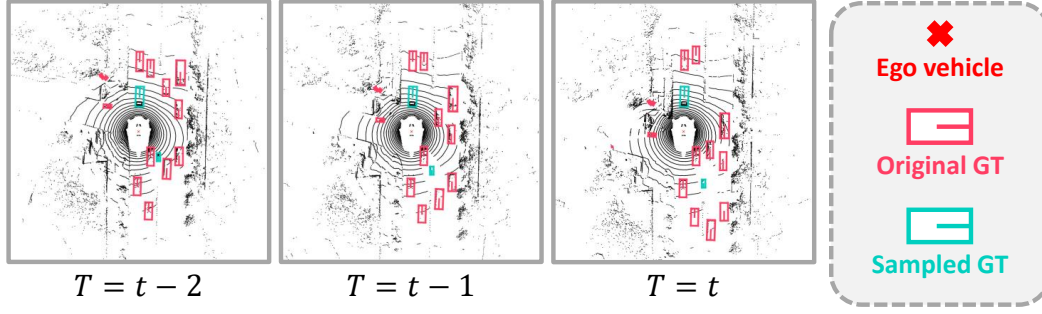 T = t − 2
T = t − 1
T = t
Ego vehicle
Original GT
Sampled GT